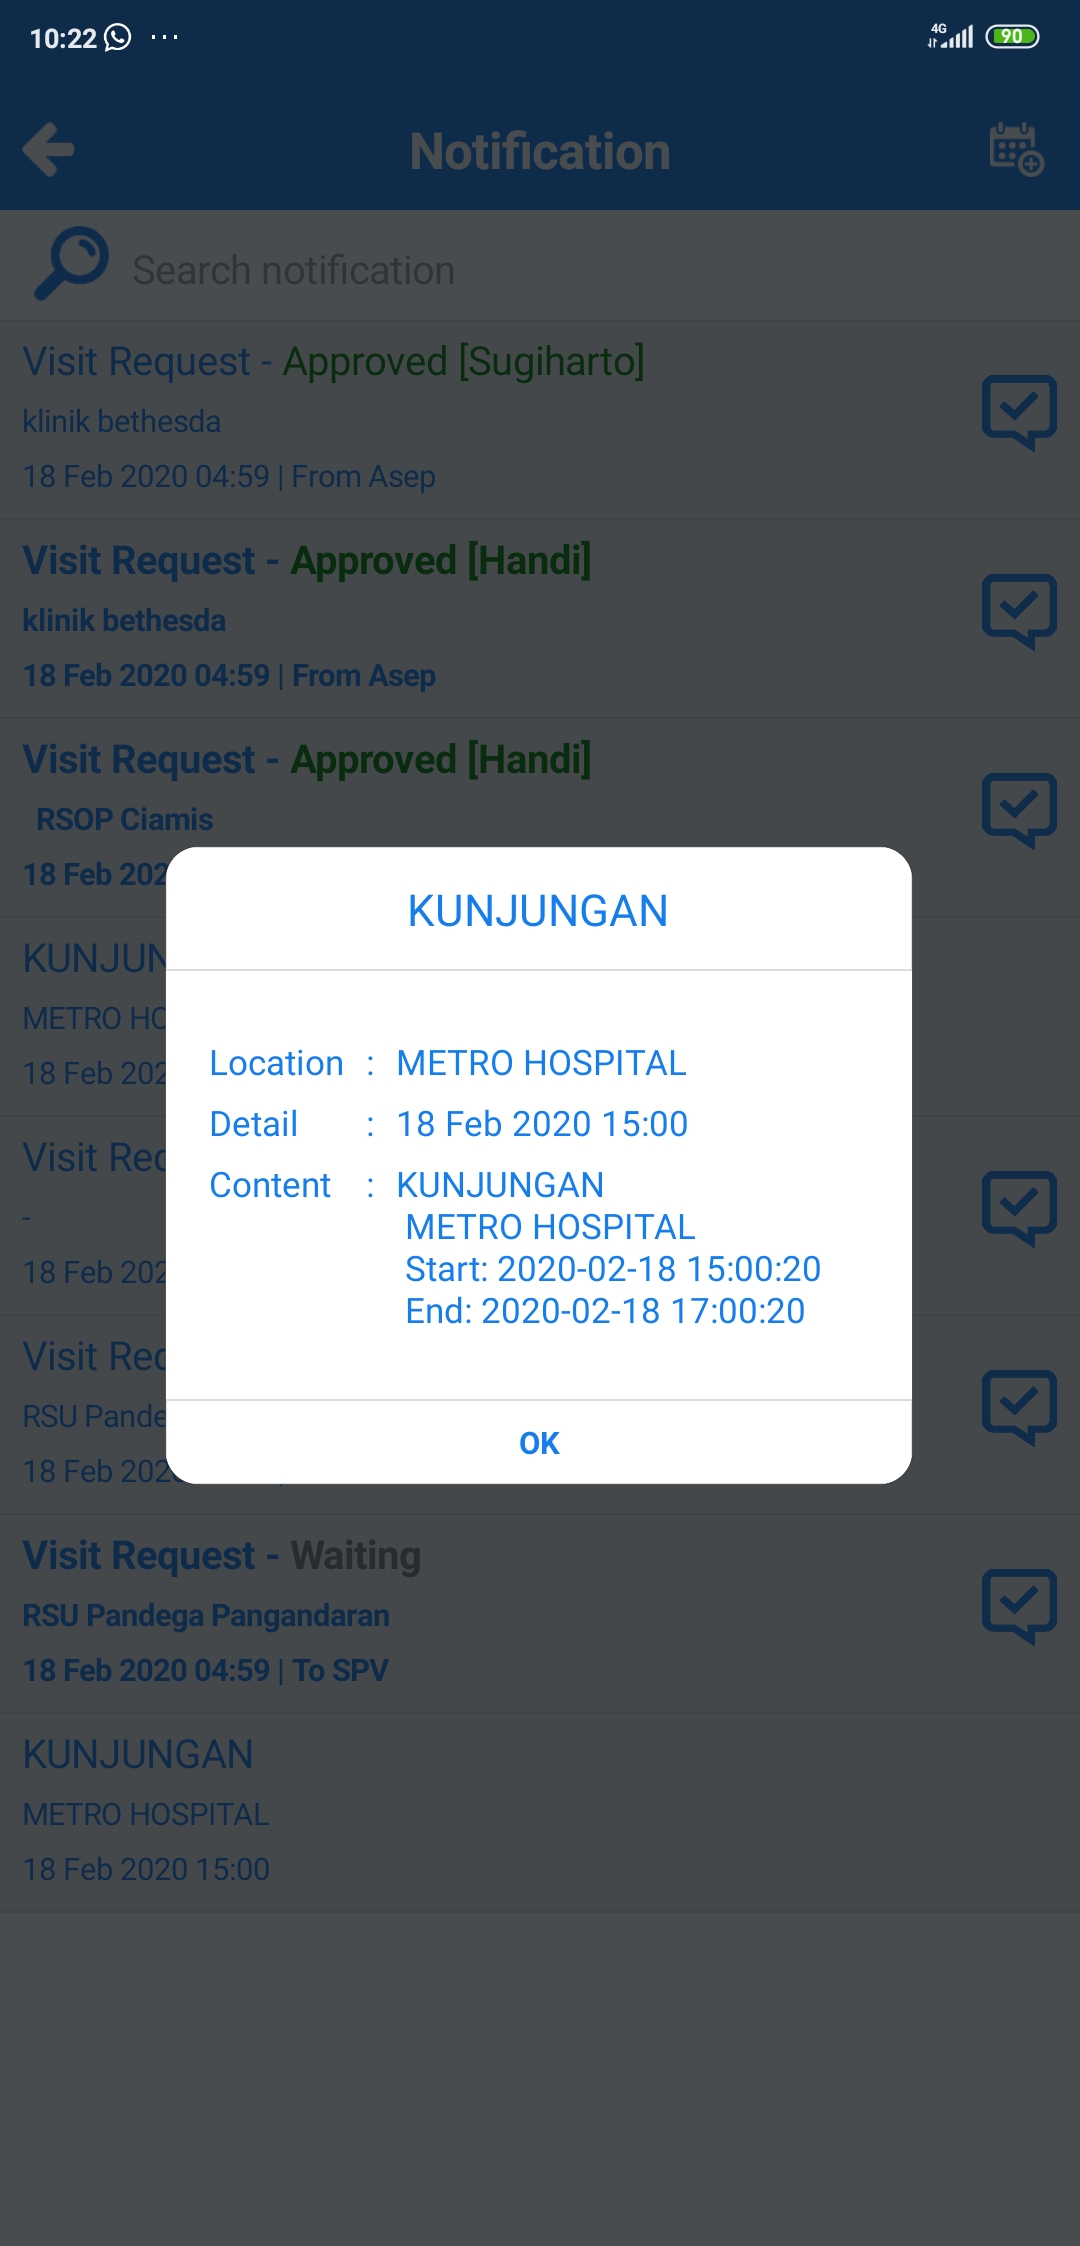 10:22 ...
4G 90
Notification
Search notification
Visit Request - Approved [Sugiharto]
klinik bethesda
18 Feb 2020 04:59 | From Asep
Visit Request - Approved [Handi]
klinik bethesda
18 Feb 2020 04:59 | From Asep
Visit Request - Approved [Handi]
RSOP Ciamis
18 Feb 202
KUNJUN
METRO HO
18 Feb 202
Visit Req
-
18 Feb 202
Visit Req
RSU Pande
18 Feb 202
KUNJUNGAN
Location : METRO HOSPITAL
Detail : 18 Feb 2020 15:00
Content : KUNJUNGAN
METRO HOSPITAL
Start: 2020-02-18 15:00:20
End: 2020-02-18 17:00:20
OK
Visit Request - Waiting
RSU Pandega Pangandaran
18 Feb 2020 04:59 | To SPV
KUNJUNGAN
METRO HOSPITAL
18 Feb 2020 15:00